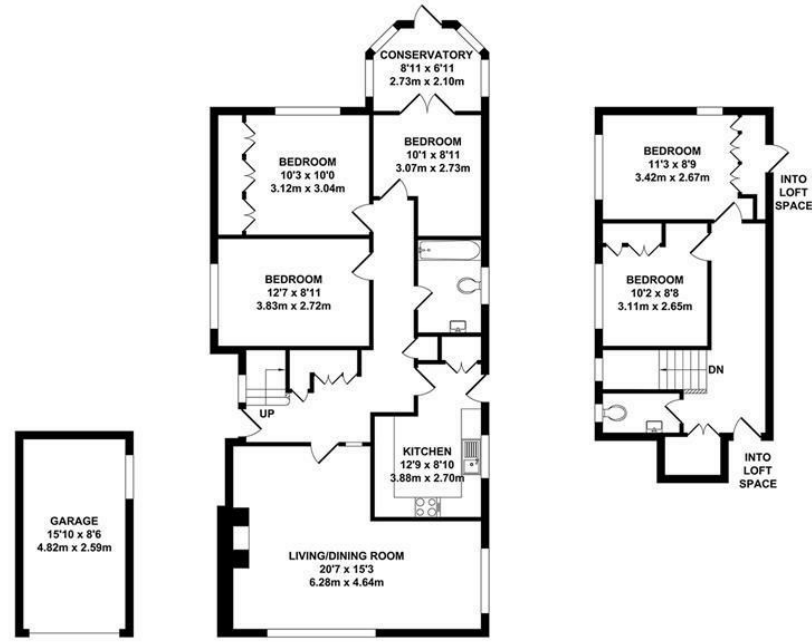 CONSERVATORY
8'11 x 6'11
2.73m x 2.10m
BEDROOM
10'3 x 10'0
3.12m x 3.04m
BEDROOM
10'1 x 8'11
3.07m x 2.73m
BEDROOM
12'7 x 8'11
3.83m x 2.72m
UP
KITCHEN
12'9 x 8'10
3.88m x 2.70m
LIVING/DINING ROOM
20'7 x 15'3
6.28m x 4.64m
GARAGE
15'10 x 8'6
4.82m x 2.59m
BEDROOM
11'3 x 8'9
3.42m x 2.67m
INTO
LOFT
SPACE
BEDROOM
10'2 x 8'8
3.11m x 2.65m
DN
INTO
LOFT
SPACE